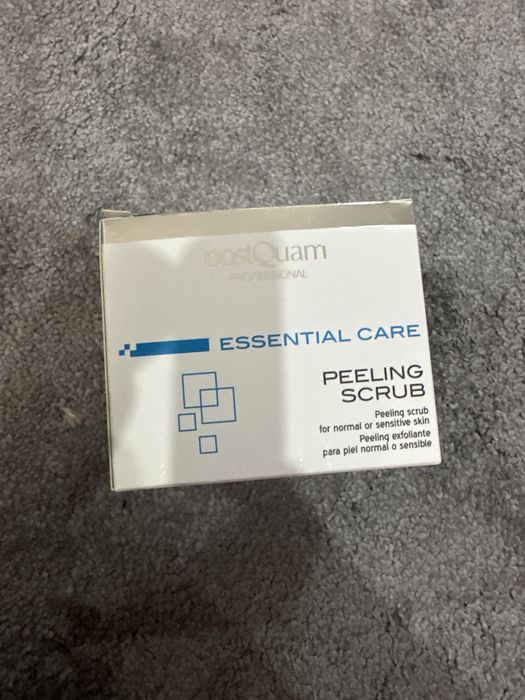 postQuam
PROFESSIONAL
ESSENTIAL CARE
PEELING
SCRUB
Peeling scrub
for normal or sensitive skin
Peeling exfoliante
para piel normal o sensible